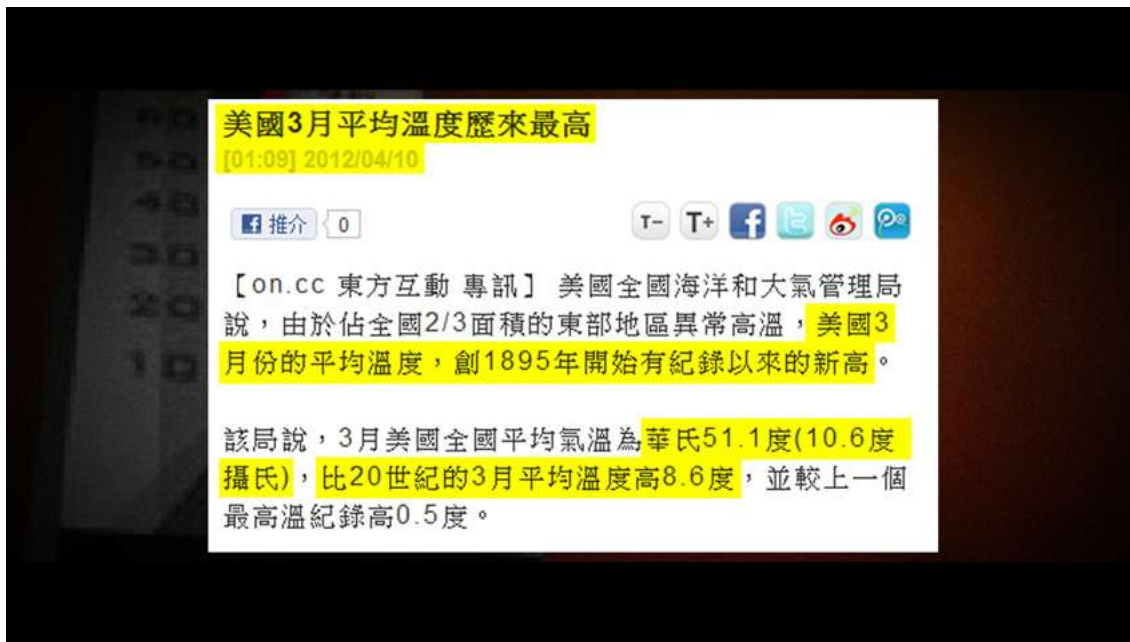 美國3月平均溫度歷來最高
[01:09] 2012/04/10
推介 0
T- T+
【on.cc 東方互動 專訊】 美國全國海洋和大氣管理局
說，由於佔全國2/3面積的東部地區異常高溫，美國3
月份的平均溫度，創1895年開始有紀錄以來的新高。
該局說，3月美國全國平均氣溫為華氏51.1度(10.6度
攝氏)，比20世紀的3月平均溫度高8.6度，並較上一個
最高溫紀錄高0.5度。